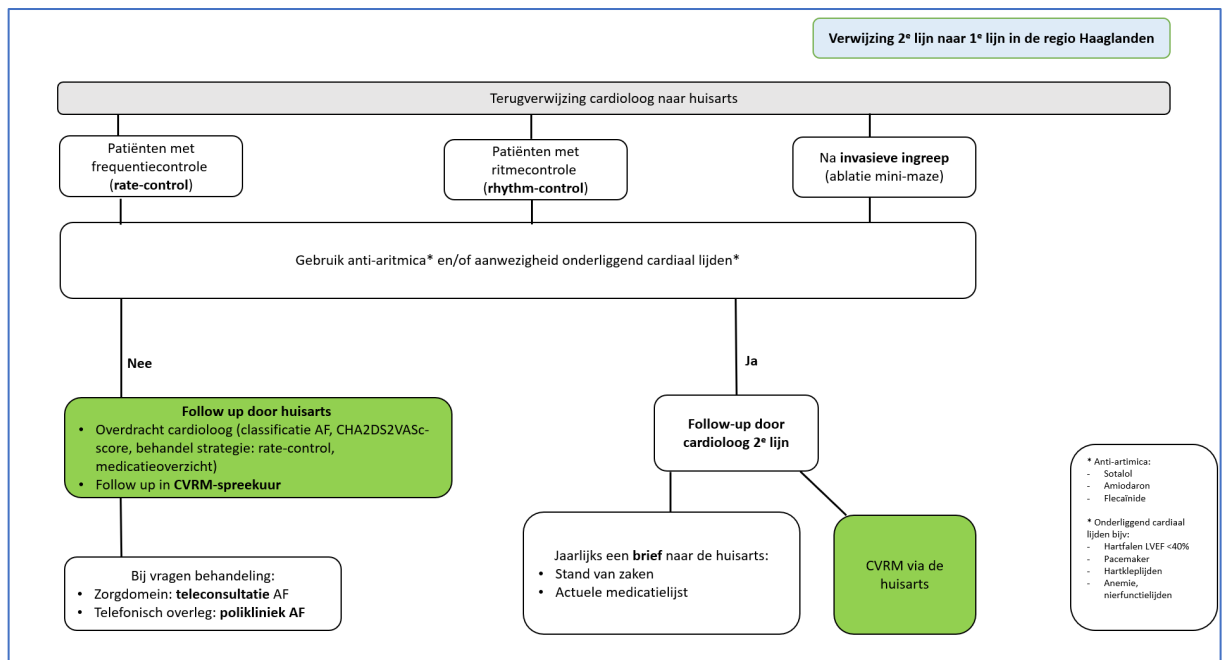 Verwijzing 2e lijn naar 1e lijn in de regio Haaglanden
Terugverwijzing cardioloog naar huisarts
Patiënten met
frequentiecontrole
(rate-control)
Patiënten met
ritmecontrole
(rhythm-control)
Na invasieve ingreep
(ablatie mini-maze)
Gebruik anti-aritmica* en/of aanwezigheid onderliggend cardiaal lijden*
Nee
Ja
Follow up door huisarts
• Overdracht cardioloog (classificatie AF, CHA2DS2VASc-
score, behandel strategie: rate-control,
medicatieoverzicht)
• Follow up in CVRM-spreekuur
Follow-up door
cardioloog 2e lijn
Bij vragen behandeling:
• Zorgdomein: teleconsultatie AF
• Telefonisch overleg: polikliniek AF
Jaarlijks een brief naar de huisarts:
• Stand van zaken
• Actuele medicatielijst
CVRM via de
huisarts
* Anti-artimica:
- Sotalol
- Amiodaron
- Flecaïnide
* Onderliggend cardiaal
lijden bijv:
- Hartfalen LVEF <40%
- Pacemaker
- Hartkleplijden
- Anemie,
nierfunctielijden